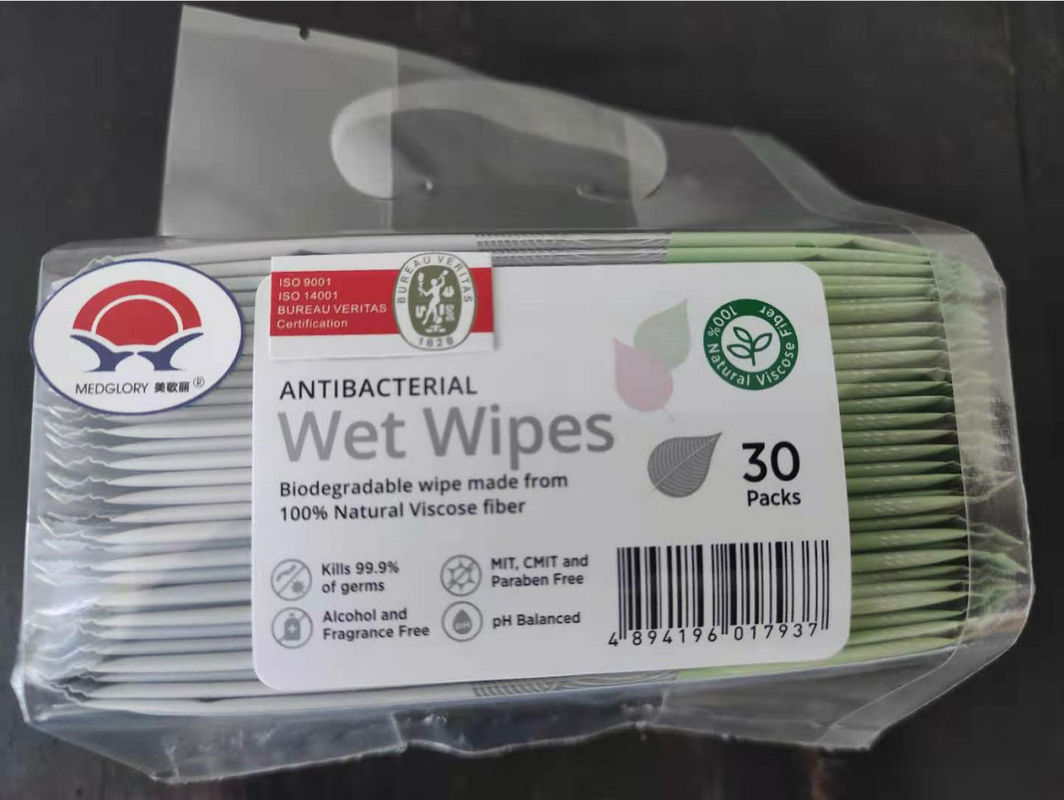 ISO 9001
ISO 14001
BUREAU VERITAS
Certification
BUREAU VERITAS
1828
MEDGLORY 美歌丽®
100% Natural Viscose Fiber
ANTIBACTERIAL
Wet Wipes
Biodegradable wipe made from
100% Natural Viscose fiber
30
Packs
Kills 99.9%
of germs
MIT, CMIT and
Paraben Free
Alcohol and
Fragrance Free
pH
pH Balanced
4 894196 017937